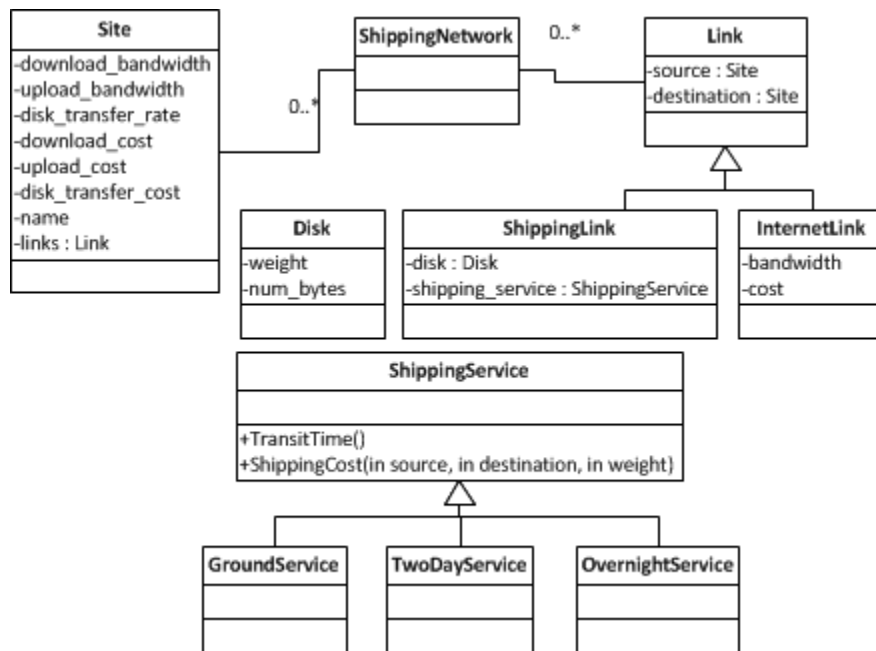 Site
-download_bandwidth
-upload_bandwidth
-disk_transfer_rate
-download_cost
-upload_cost
-disk_transfer_cost
-name
-links : Link
0..*
ShippingNetwork
0..*
Link
-source : Site
-destination : Site
Disk
-weight
-num_bytes
ShippingLink
-disk : Disk
-shipping_service : ShippingService
InternetLink
-bandwidth
-cost
ShippingService
+TransitTime()
+ShippingCost(in source, in destination, in weight)
GroundService
TwoDayService
OvernightService